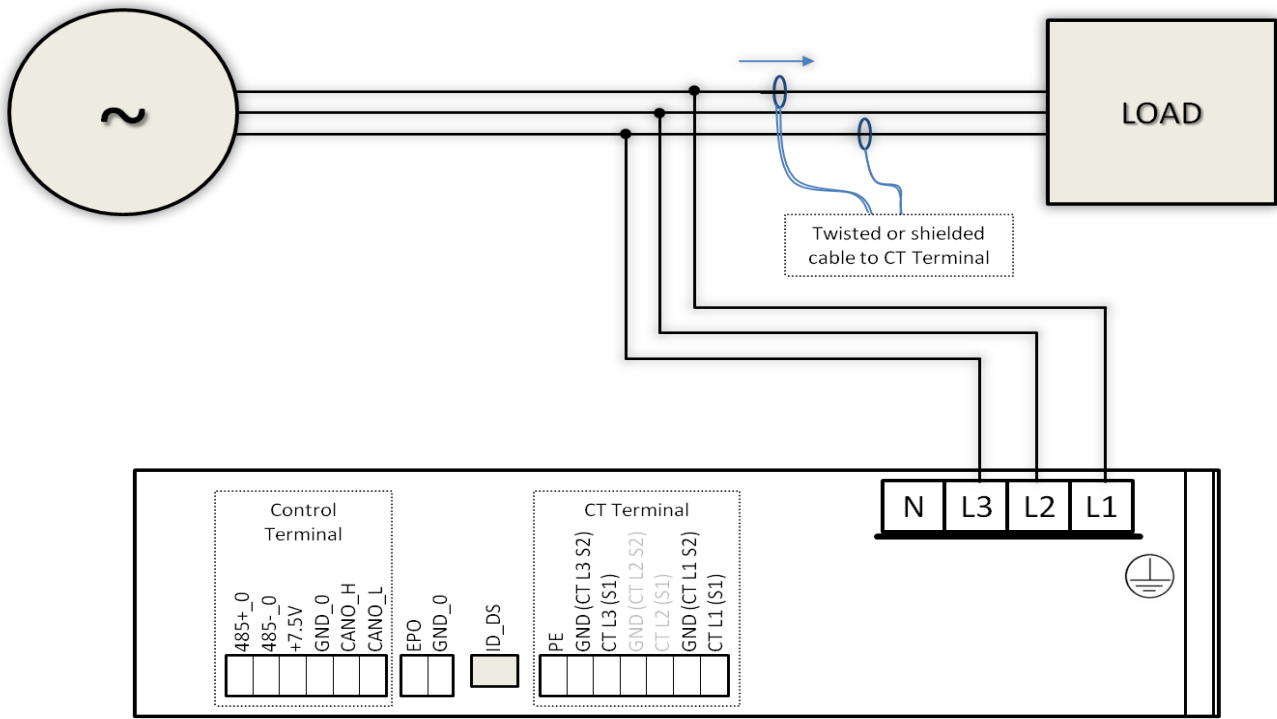 ~
LOAD
Twisted or shielded
cable to CT Terminal
N L3 L2 L1
Control
Terminal
485+_0
485-_0
+7.5V
GND_0
CANO_H
CANO_L
EPO
GND_0
ID_DS
CT Terminal
PE
GND (CT L3 S2)
CT L3 (S1)
GND (CT L2 S2)
CT L2 (S1)
GND (CT L1 S2)
CT L1 (S1)